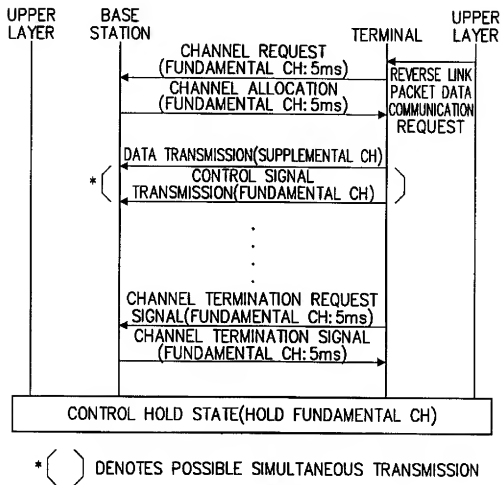 UPPER LAYER
BASE STATION
TERMINAL
UPPER LAYER
CHANNEL REQUEST
(FUNDAMENTAL CH:5ms)
REVERSE LINK
PACKET DATA
COMMUNICATION
REQUEST
CHANNEL ALLOCATION
(FUNDAMENTAL CH:5ms)
DATA TRANSMISSION(SUPPLEMENTAL CH)
*( CONTROL SIGNAL )
TRANSMISSION(FUNDAMENTAL CH)
CHANNEL TERMINATION REQUEST
SIGNAL(FUNDAMENTAL CH:5ms)
CHANNEL TERMINATION SIGNAL
(FUNDAMENTAL CH:5ms)
CONTROL HOLD STATE(HOLD FUNDAMENTAL CH)
*( ) DENOTES POSSIBLE SIMULTANEOUS TRANSMISSION